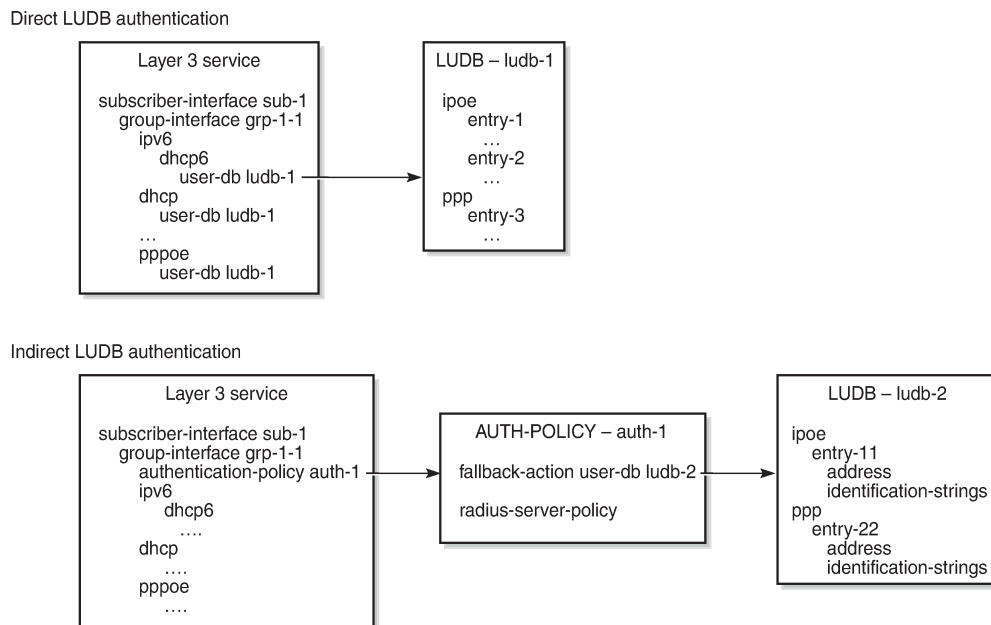 Direct LUDB authentication
Layer 3 service
subscriber-interface sub-1
group-interface grp-1-1
ipv6
dhcp6
user-db ludb-1
dhcp
user-db ludb-1
...
pppoe
user-db ludb-1
LUDB – ludb-1
ipoe
entry-1
...
entry-2
...
ppp
entry-3
...
Indirect LUDB authentication
Layer 3 service
subscriber-interface sub-1
group-interface grp-1-1
authentication-policy auth-1
ipv6
dhcp6
....
dhcp
....
pppoe
....
AUTH-POLICY – auth-1
fallback-action user-db ludb-2
radius-server-policy
LUDB – ludb-2
ipoe
entry-11
address
identification-strings
ppp
entry-22
address
identification-strings